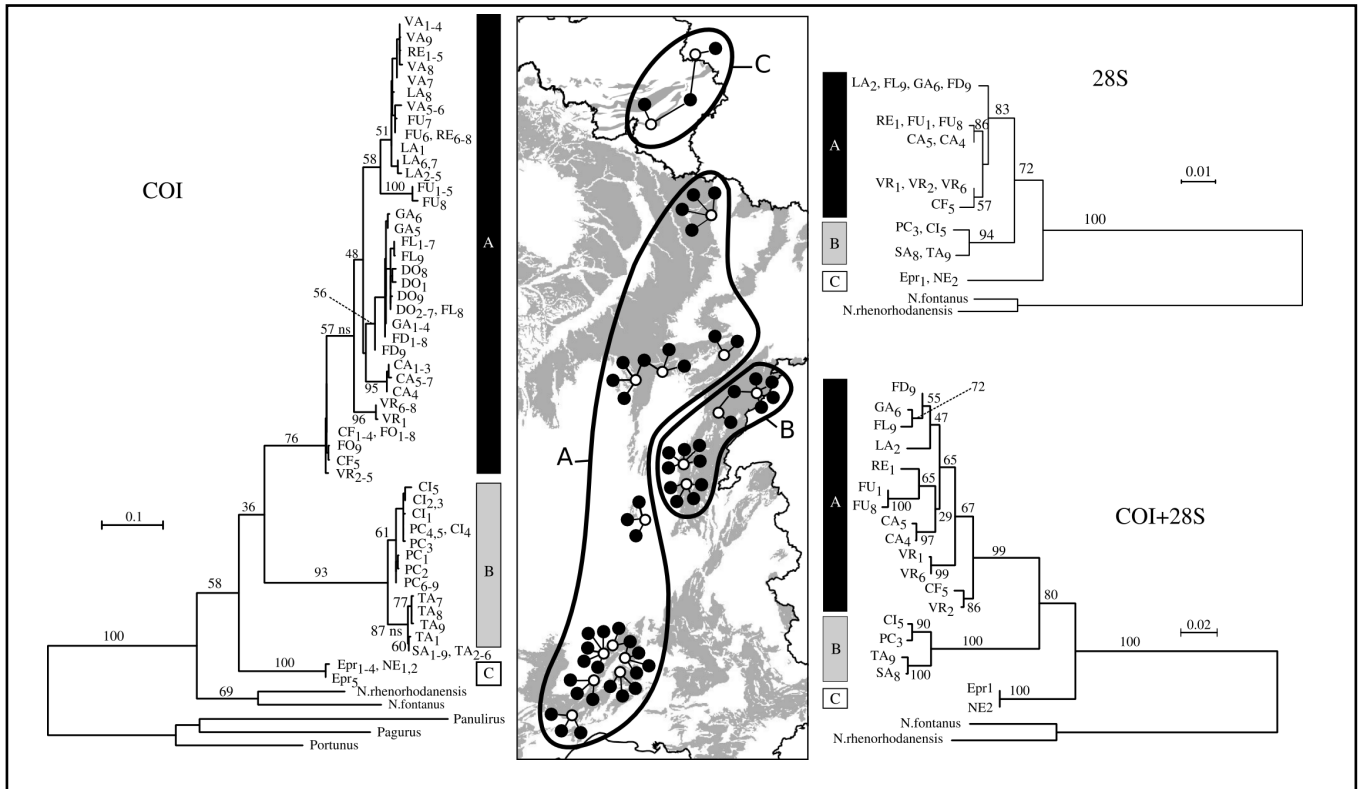 COI
VA1-4
VA9
RE1-5
VA8
VA7
LA8
VA5-6
FU7
FU6, RE6-8
LA1
LA6,7
LA2-5
FU1-5
FU8
GA6
GA5
FL1-7
FL9
DO8
DO1
DO9
DO2-7, FL8
GA1-4
FD1-8
FD9
CA1-3
CA5-7
CA4
VR6-8
VR1
CF1-4, FO1-8
FO9
CF5
VR2-5
CI5
CI2,3
CI1
PC4,5, CI4
PC3
PC1
PC2
PC6-9
TA7
TA8
TA9
TA1
SA1-9, TA2-6
Epr1-4, NE1,2
Epr5
N.rhenorhodanensis
N.fontanus
Panulirus
Pagurus
Portunus
51
58
100
48
56
57 ns
95
96
76
36
61
93
77
87 ns
60
58
100
100
69
0.1
A
B
C
C
A
B
28S
LA2, FL9, GA6, FD9
83
RE1, FU1, FU8
86
CA5, CA4
72
VR1, VR2, VR6
57
CF5
PC3, CI5
94
SA8, TA9
100
Epr1, NE2
N.fontanus
N.rhenorhodanensis
0.01
A
B
C
COI+28S
FD9
55
72
GA6
47
FL9
LA2
65
RE1
65
FU1
67
FU8
100
29
CA5
CA4
97
99
VR1
VR6
99
CF5
VR2
86
80
CI5
90
PC3
100
TA9
SA8
100
100
Epr1
100
NE2
N.fontanus
N.rhenorhodanensis
0.02
A
B
C